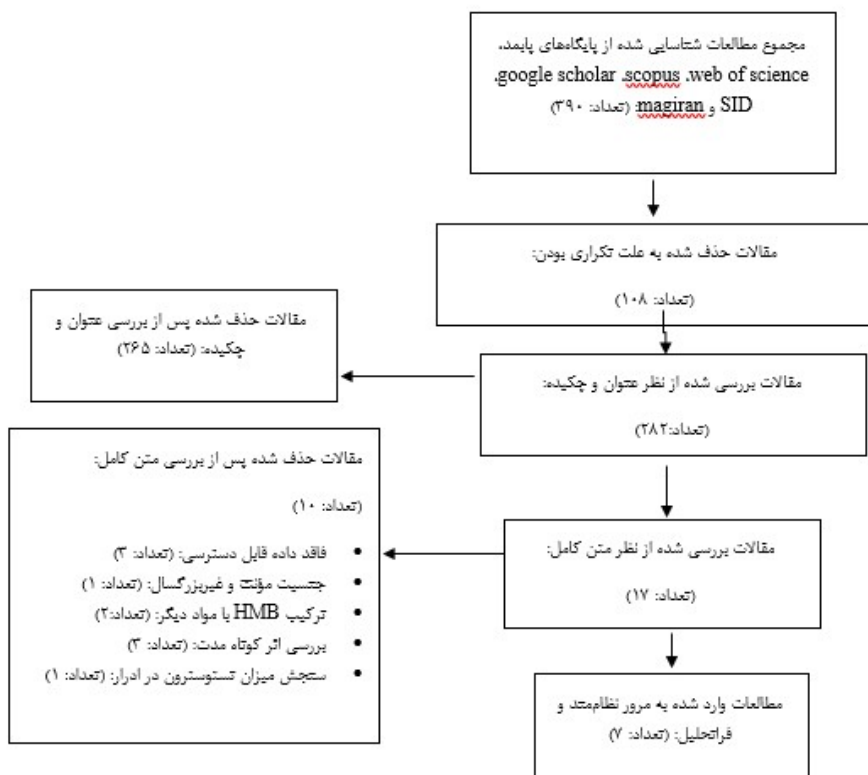 مجموع مطالعات شناسایی شده از پایگاه‌های پابمد،
google scholar .scopus .web of science.
SID و magiran: (تعداد: ۳۹۰)
مقالات حذف شده به علت تکراری بودن:
(تعداد: ۱۰۸)
مقالات بررسی شده از نظر عنوان و چکیده:
(تعداد:۲۸۲)
مقالات حذف شده پس از بررسی عنوان و
چکیده: (تعداد: ۲۶۵)
مقالات بررسی شده از نظر متن کامل:
(تعداد: ۱۷)
مقالات حذف شده پس از بررسی متن کامل:
(تعداد: ۱۰)
• فاقد داده قابل دسترسی: (تعداد: ۳)
• جنسیت مؤنث و غیربزرگسال: (تعداد: ۱)
• ترکیب HMB با مواد دیگر: (تعداد:۲)
• بررسی اثر کوتاه مدت: (تعداد: ۳)
• سنجش میزان تستوسترون در ادرار: (تعداد: ۱)
مطالعات وارد شده به مرور نظام‌مند و
فراتحلیل: (تعداد: ۷)